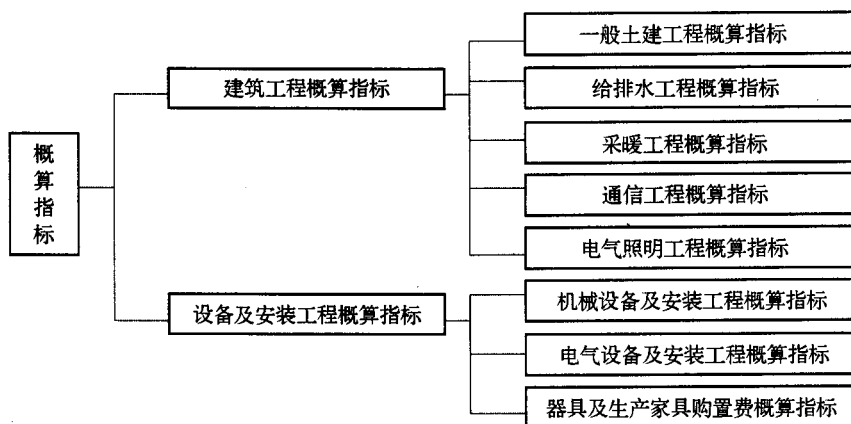 概算指标
建筑工程概算指标
一般土建工程概算指标
给排水工程概算指标
采暖工程概算指标
通信工程概算指标
电气照明工程概算指标
设备及安装工程概算指标
机械设备及安装工程概算指标
电气设备及安装工程概算指标
器具及生产家具购置费概算指标